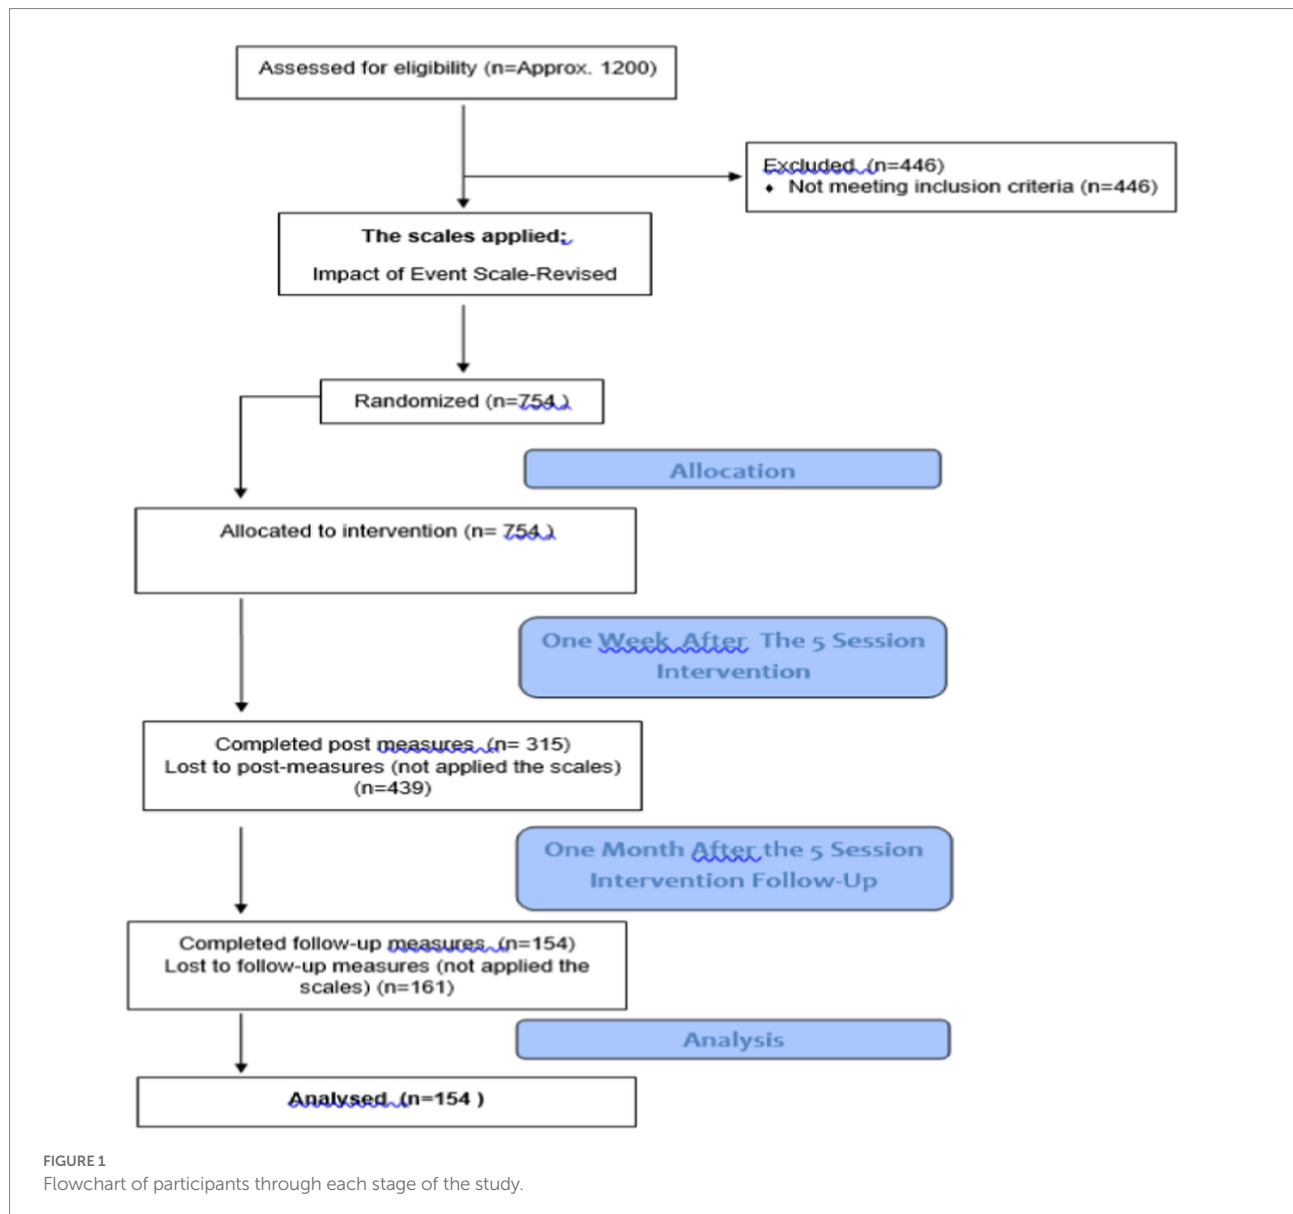 Assessed for eligibility (n=Approx. 1200)
Excluded (n=446)
♦ Not meeting inclusion criteria (n=446)
The scales applied;
Impact of Event Scale-Revised
Randomized (n=754 )
Allocation
Allocated to intervention (n= 754 )
One Week After The 5 Session
Intervention
Completed post measures (n= 315)
Lost to post-measures (not applied the scales)
(n=439)
One Month After the 5 Session
Intervention Follow-Up
Completed follow-up measures (n=154)
Lost to follow-up measures (not applied the
scales) (n=161)
Analysis
Analysed (n=154 )
FIGURE 1
Flowchart of participants through each stage of the study.